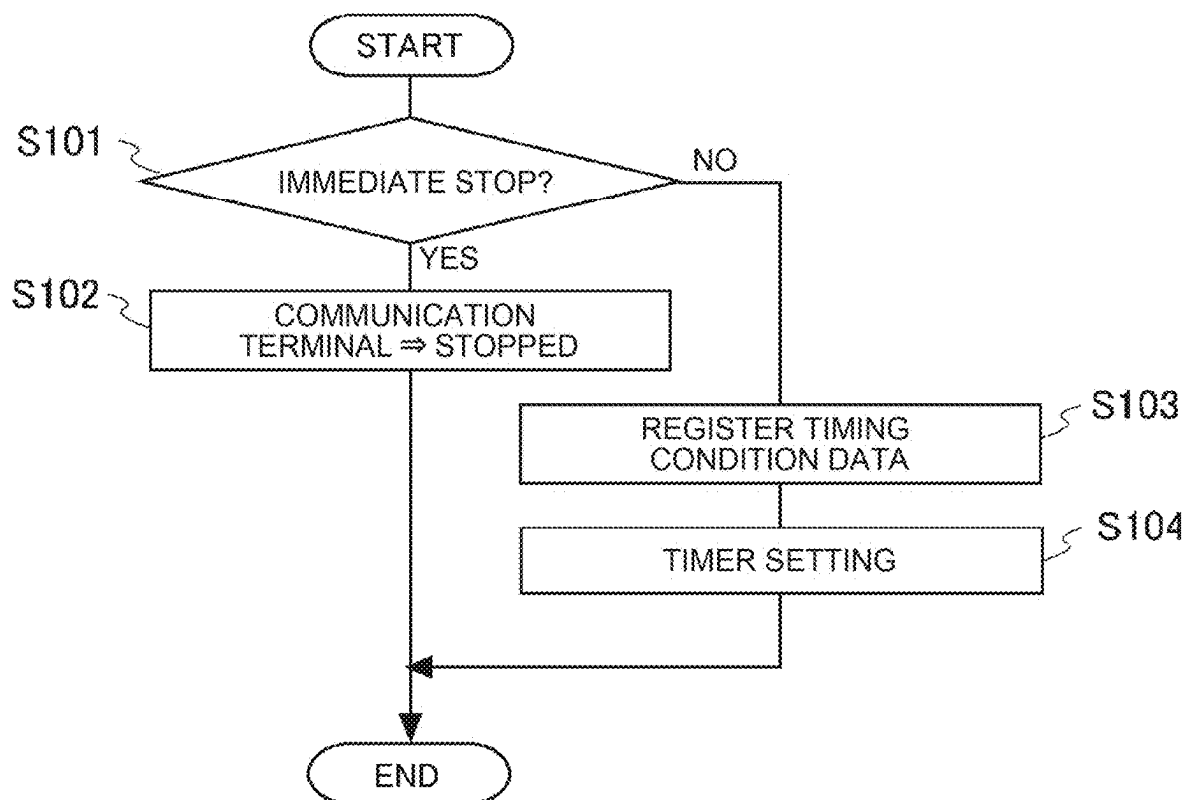 START
S101
IMMEDIATE STOP?
NO
YES
S102
COMMUNICATION
TERMINAL ⇒ STOPPED
REGISTER TIMING
CONDITION DATA
S103
TIMER SETTING
S104
END